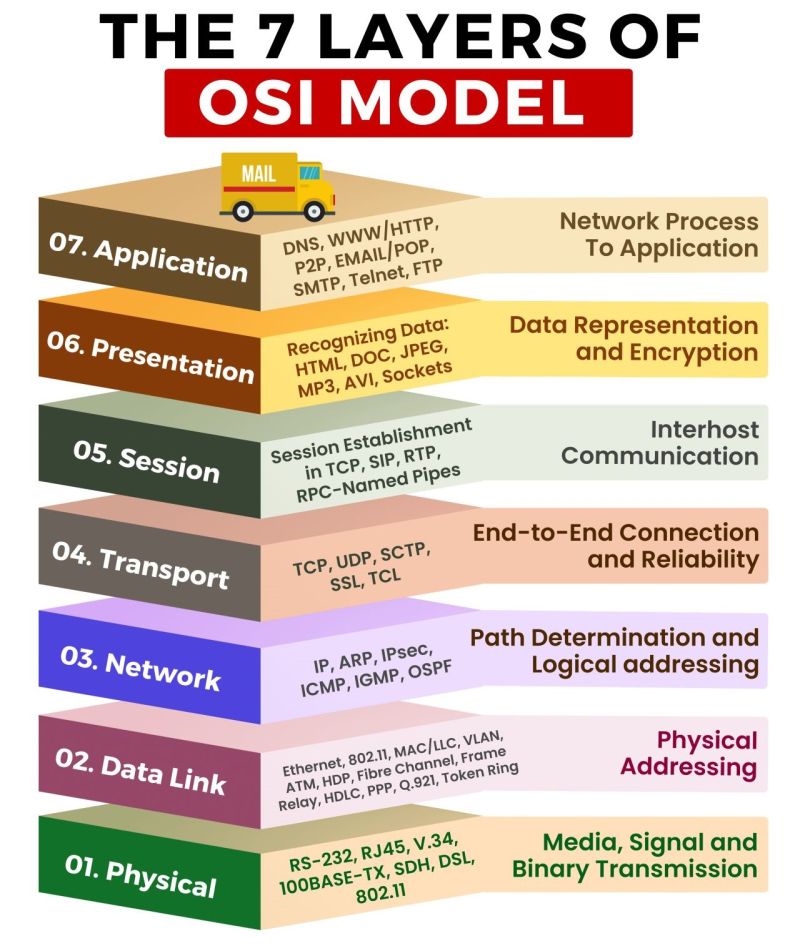 THE 7 LAYERS OF
OSI MODEL
MAIL
07. Application
DNS, WWW/HTTP,
P2P, EMAIL/POP,
SMTP, Telnet, FTP
Network Process
To Application
06. Presentation
Recognizing Data:
HTML, DOC, JPEG,
MP3, AVI, Sockets
Data Representation
and Encryption
05. Session
Session Establishment
in TCP, SIP, RTP,
RPC-Named Pipes
Interhost
Communication
04. Transport
TCP, UDP, SCTP,
SSL, TCL
End-to-End Connection
and Reliability
03. Network
IP, ARP, IPsec,
ICMP, IGMP, OSPF
Path Determination and
Logical addressing
02. Data Link
Ethernet, 802.11, MAC/LLC, VLAN,
ATM, HDP, Fibre Channel, Frame
Relay, HDLC, PPP, Q.921, Token Ring
Physical
Addressing
01. Physical
RS-232, RJ45, V.34,
100BASE-TX, SDH, DSL,
802.11
Media, Signal and
Binary Transmission